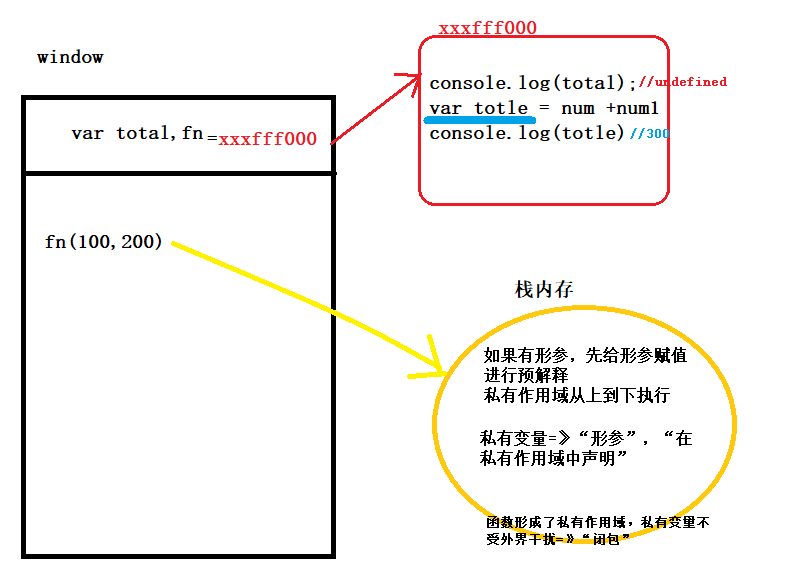 xxxfff000
window
console.log(total);//undefined
var totle = num +num1
console.log(totle)//300
var total,fn=xxxfff000
fn(100,200)
栈内存
如果有形参，先给形参赋值
进行预解释
私有作用域从上到下执行
私有变量=》“形参”，“在
私有作用域中声明”
函数形成了私有作用域，私有变量不
受外界干扰=》“闭包”